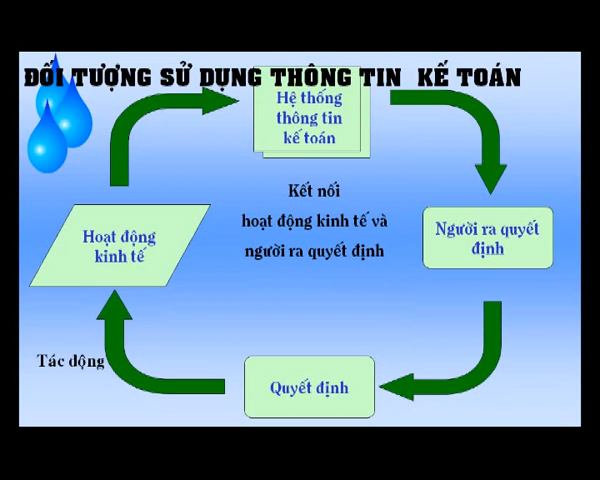 ĐỐI TƯỢNG SỬ DỤNG THÔNG TIN KẾ TOÁN
Hệ thống
thông tin
kế toán
Kết nối
hoạt động kinh tế và
người ra quyết định
Hoạt động
kinh tế
Người ra quyết
định
Tác động
Quyết định